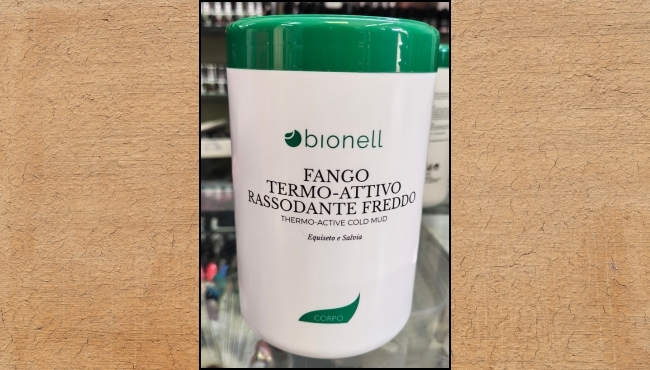 bionell
FANGO
TERMO-ATTIVO
RASSODANTE FREDDO
THERMO-ACTIVE COLD MUD
Equiseto e Salvia
CORPO